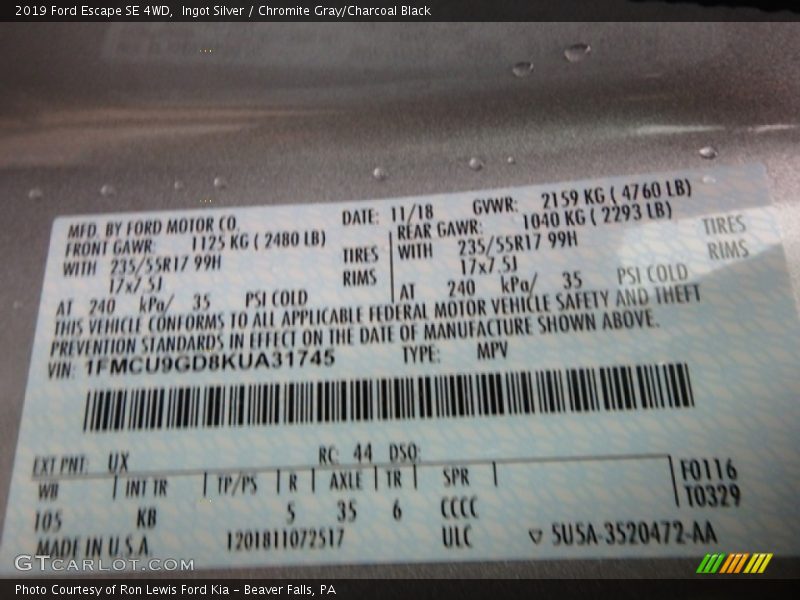 2019 Ford Escape SE 4WD,  Ingot Silver / Chromite Gray/Charcoal Black
MFD. BY FORD MOTOR CO. DATE: 11/18 GVWR: 2159 KG ( 4760 LB)
FRONT GAWR: 1125 KG ( 2480 LB) REAR GAWR: 1040 KG ( 2293 LB)
WITH 235/55R17 99H TIRES WITH 235/55R17 99H TIRES
17x7.5J RIMS 17x7.5J RIMS
AT 240 kPa/ 35 PSI COLD AT 240 kPa/ 35 PSI COLD
THIS VEHICLE CONFORMS TO ALL APPLICABLE FEDERAL MOTOR VEHICLE SAFETY AND THEFT
PREVENTION STANDARDS IN EFFECT ON THE DATE OF MANUFACTURE SHOWN ABOVE.
VIN: 1FMCU9GD8KUA31745 TYPE: MPV
EXT PNT: UX RC: 44 DSO:
WB INT TR TP/PS R AXLE TR SPR F0116
105 KB 5 35 6 CCCC T0329
MADE IN U.S.A. 1201811072517 ULC ▽ 5U5A-3520472-AA
GTCARLOT.COM
Photo Courtesy of Ron Lewis Ford Kia – Beaver Falls, PA